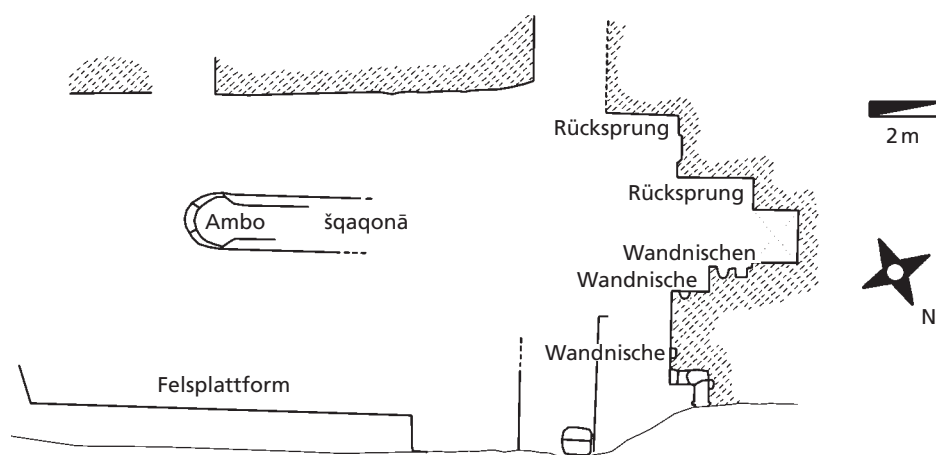 Rücksprung
2 m
Rücksprung
Ambo šqaqonā
Wandnischen
Wandnische
N
Wandnische
Felsplattform